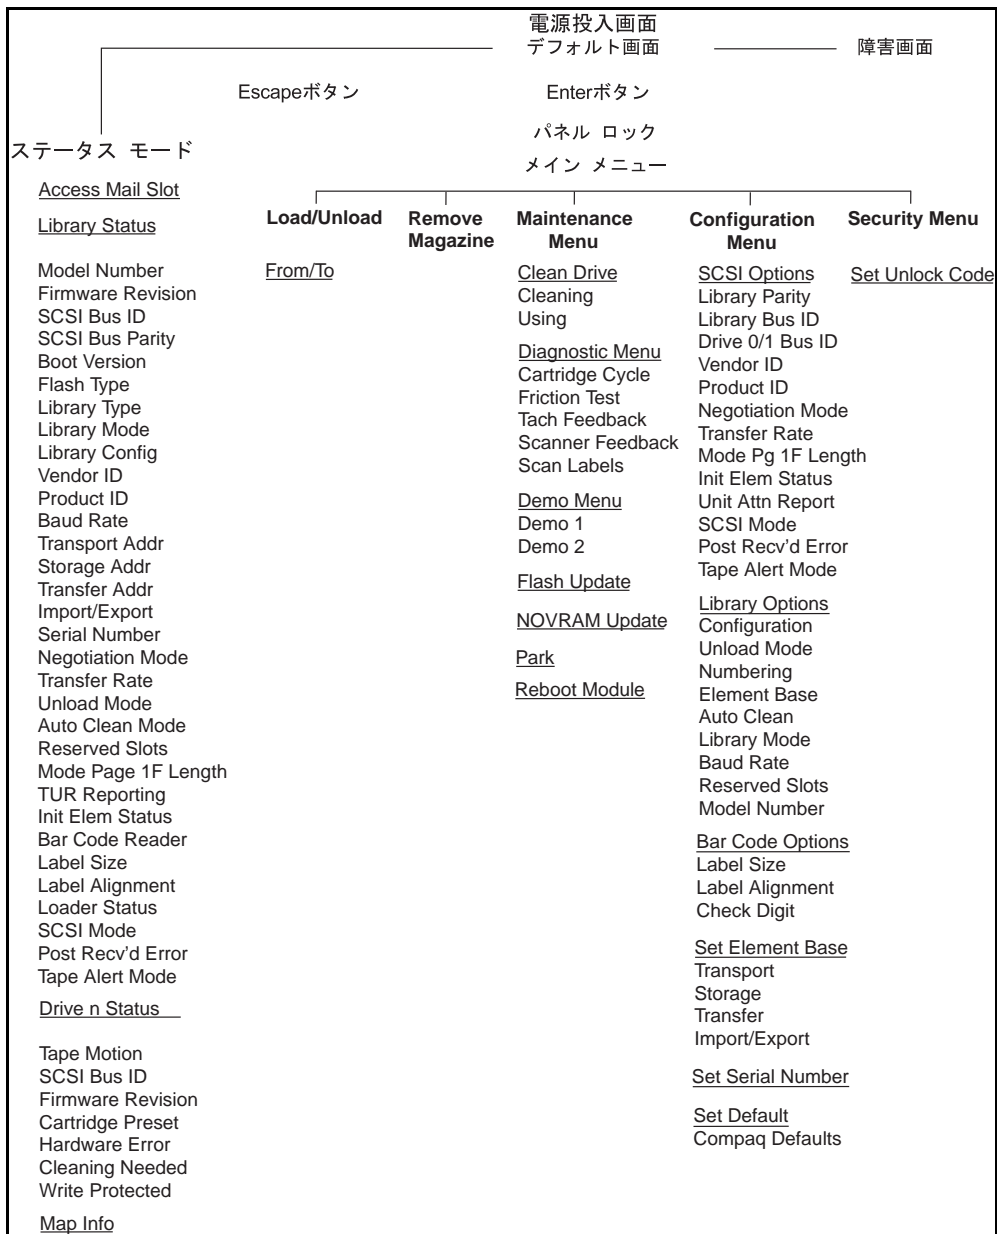 電源投入画面
デフォルト画面
障害画面
Escapeボタン
Enterボタン
パネル ロック
メイン メニュー
ステータス モード
Access Mail Slot
Library Status
Model Number
Firmware Revision
SCSI Bus ID
SCSI Bus Parity
Boot Version
Flash Type
Library Type
Library Mode
Library Config
Vendor ID
Product ID
Baud Rate
Transport Addr
Storage Addr
Transfer Addr
Import/Export
Serial Number
Negotiation Mode
Transfer Rate
Unload Mode
Auto Clean Mode
Reserved Slots
Mode Page 1F Length
TUR Reporting
Init Elem Status
Bar Code Reader
Label Size
Label Alignment
Loader Status
SCSI Mode
Post Recv’d Error
Tape Alert Mode
Drive n Status
Tape Motion
SCSI Bus ID
Firmware Revision
Cartridge Preset
Hardware Error
Cleaning Needed
Write Protected
Map Info
Load/Unload
From/To
Remove
Magazine
Maintenance
Menu
Clean Drive
Cleaning
Using
Diagnostic Menu
Cartridge Cycle
Friction Test
Tach Feedback
Scanner Feedback
Scan Labels
Demo Menu
Demo 1
Demo 2
Flash Update
NOVRAM Update
Park
Reboot Module
Configuration
Menu
SCSI Options
Library Parity
Library Bus ID
Drive 0/1 Bus ID
Vendor ID
Product ID
Negotiation Mode
Transfer Rate
Mode Pg 1F Length
Init Elem Status
Unit Attn Report
SCSI Mode
Post Recv’d Error
Tape Alert Mode
Library Options
Configuration
Unload Mode
Numbering
Element Base
Auto Clean
Library Mode
Baud Rate
Reserved Slots
Model Number
Bar Code Options
Label Size
Label Alignment
Check Digit
Set Element Base
Transport
Storage
Transfer
Import/Export
Set Serial Number
Set Default
Compaq Defaults
Security Menu
Set Unlock Code